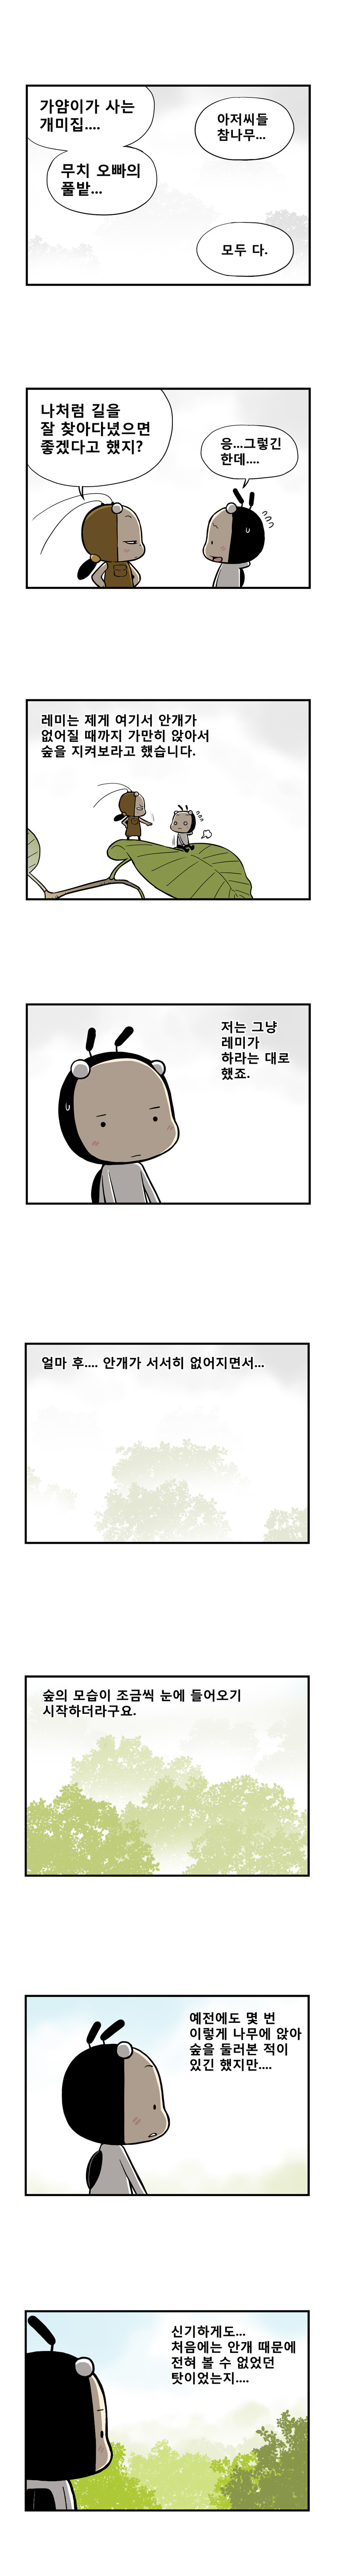 가얌이가 사는
개미집....
아저씨들
참나무...
무치 오빠의
풀밭...
모두 다.
나처럼 길을
잘 찾아다녔으면
좋겠다고 했지?
응...그렇긴
한데....
레미는 제게 여기서 안개가
없어질 때까지 가만히 앉아서
숲을 지켜보라고 했습니다.
저는 그냥
레미가
하라는 대로
했죠.
얼마 후.... 안개가 서서히 없어지면서...
숲의 모습이 조금씩 눈에 들어오기
시작하더라구요.
예전에도 몇 번
이렇게 나무에 앉아
숲을 둘러본 적이
있긴 했지만....
신기하게도...
처음에는 안개 때문에
전혀 볼 수 없었던
탓이었는지....